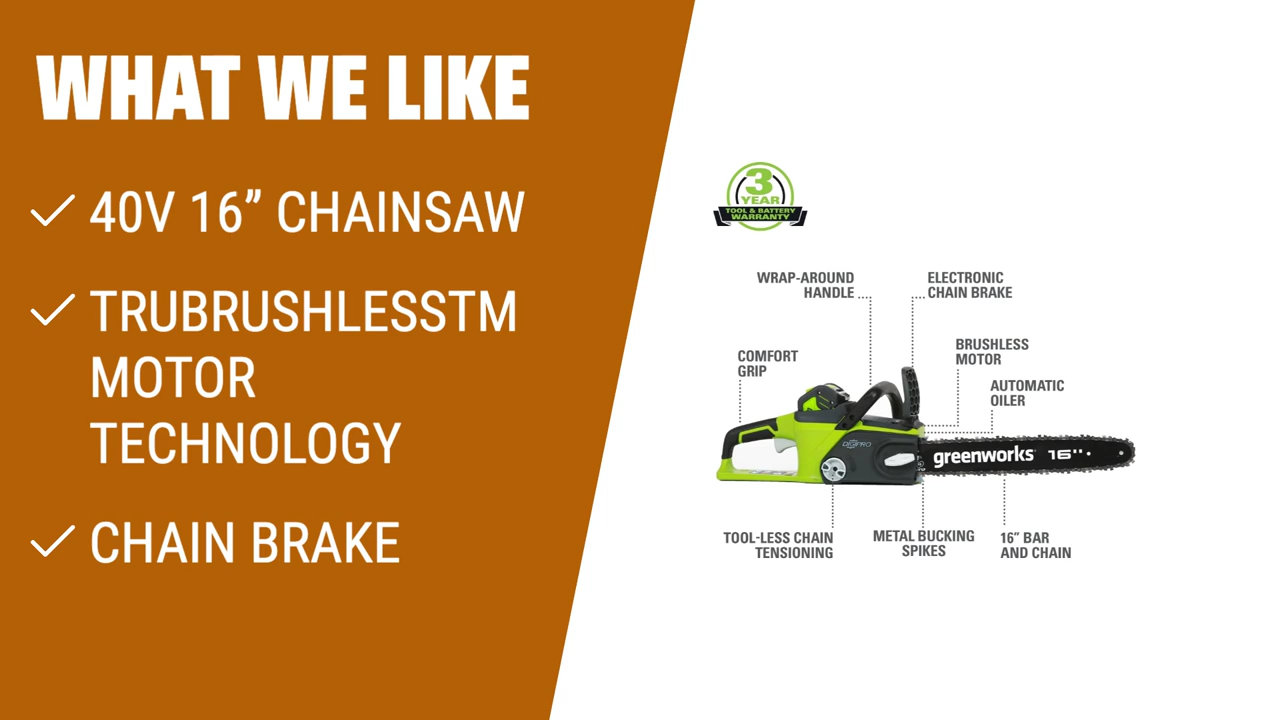 WHAT WE LIKE
40V 16” CHAINSAW
TRUBRUSHLESSTM
MOTOR
TECHNOLOGY
CHAIN BRAKE
3
YEAR
TOOL & BATTERY
WARRANTY
WRAP-AROUND
HANDLE
ELECTRONIC
CHAIN BRAKE
COMFORT
GRIP
BRUSHLESS
MOTOR
AUTOMATIC
OILER
DIGIPRO
greenworks 16"
TOOL-LESS CHAIN
TENSIONING
METAL BUCKING
SPIKES
16” BAR
AND CHAIN